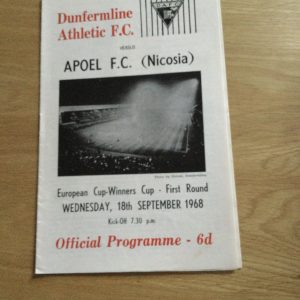 Dunfermline
Athletic F.C.
VERSUS
APOEL F.C. (Nicosia)
European Cup-Winners Cup - First Round
WEDNESDAY, 18th SEPTEMBER 1968
Kick-Off 7.30 p.m.
Official Programme - 6d